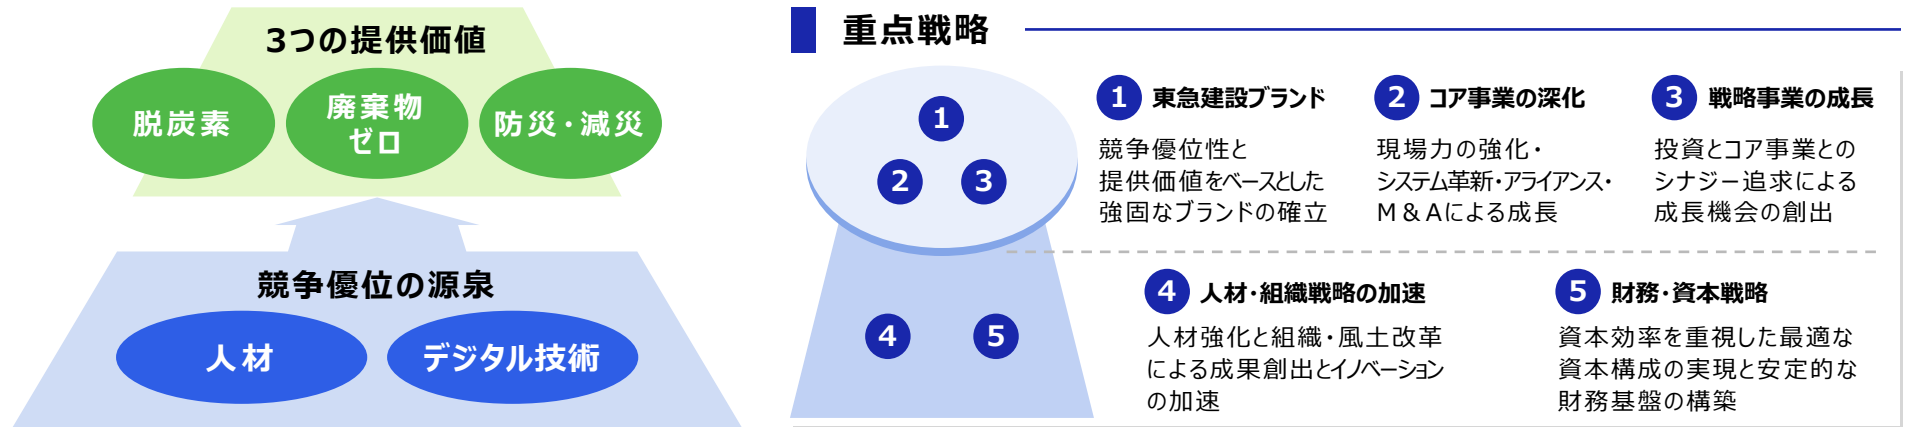 3つの提供価値
脱炭素
廃棄物
ゼロ
防災・減災
競争優位の源泉
人材
デジタル技術
重点戦略
1
2
3
4
5
1 東急建設ブランド
競争優位性と
提供価値をベースとした
強固なブランドの確立
2 コア事業の深化
現場力の強化・
システム革新・アライアンス・
M&Aによる成長
3 戦略事業の成長
投資とコア事業との
シナジー追求による
成長機会の創出
4 人材・組織戦略の加速
人材強化と組織・風土改革
による成果創出とイノベーション
の加速
5 財務・資本戦略
資本効率を重視した最適な
資本構成の実現と安定的な
財務基盤の構築